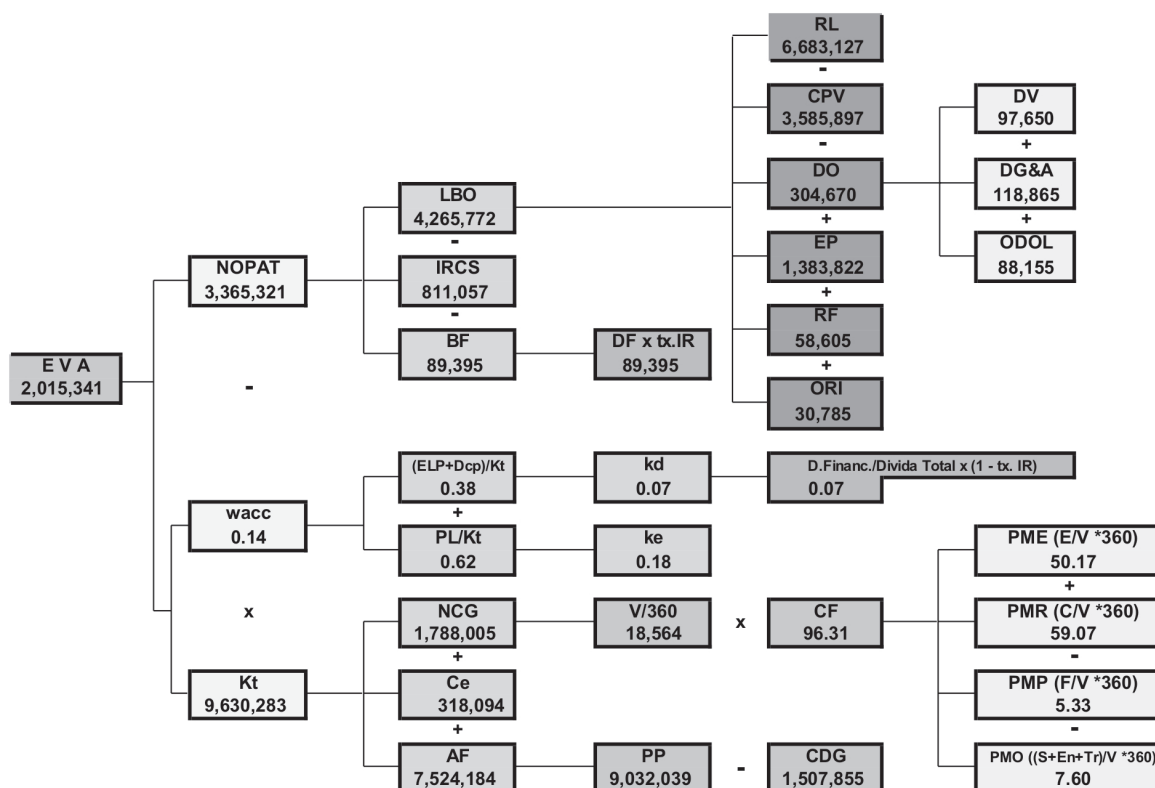 RL
6,683,127
-
CPV
3,585,897
-
DO
304,670
+
EP
1,383,822
+
RF
58,605
+
ORI
30,785
DV
97,650
+
DG&A
118,865
+
ODOL
88,155
LBO
4,265,772
-
IRCS
811,057
-
BF
89,395
DF x tx.IR
89,395
NOPAT
3,365,321
E V A
2,015,341
-
(ELP+Dcp)/Kt
0.38
+
PL/Kt
0.62
kd
0.07
ke
0.18
D.Financ./Divida Total x (1 - tx. IR)
0.07
wacc
0.14
x
Kt
9,630,283
NCG
1,788,005
+
Ce
318,094
+
AF
7,524,184
V/360
18,564
x
CF
96.31
PP
9,032,039
-
CDG
1,507,855
PME (E/V *360)
50.17
+
PMR (C/V *360)
59.07
-
PMP (F/V *360)
5.33
-
PMO ((S+En+Tr)/V *360)
7.60